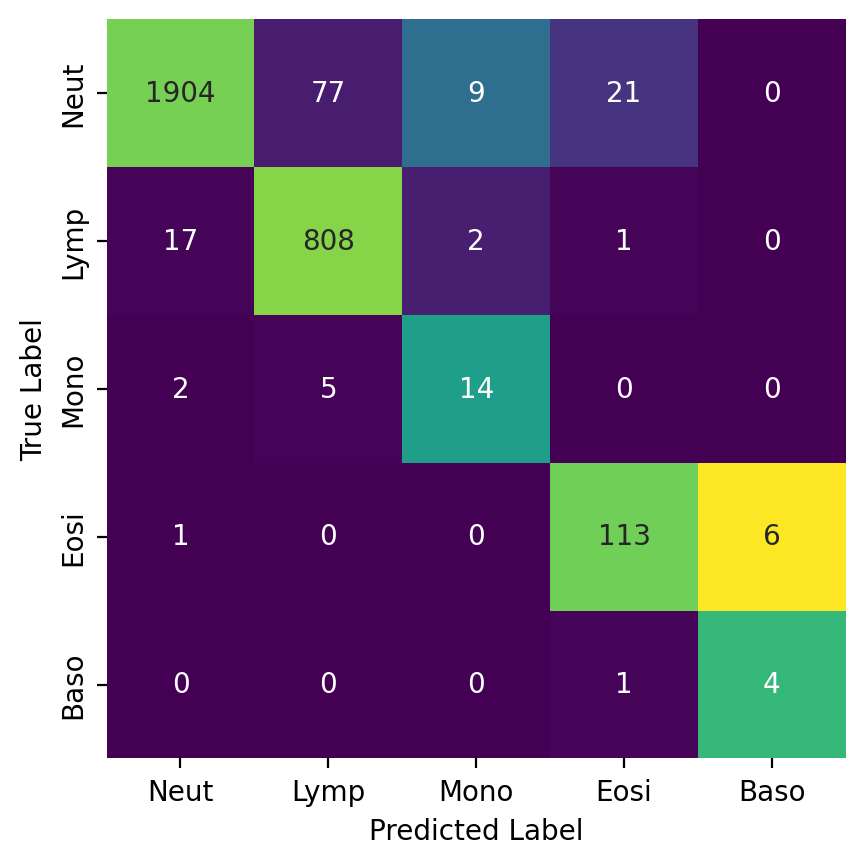 True Label
Neut 1904 77 9 21 0
Lymp 17 808 2 1 0
Mono 2 5 14 0 0
Eosi 1 0 0 113 6
Baso 0 0 0 1 4
Neut Lymp Mono Eosi Baso
Predicted Label